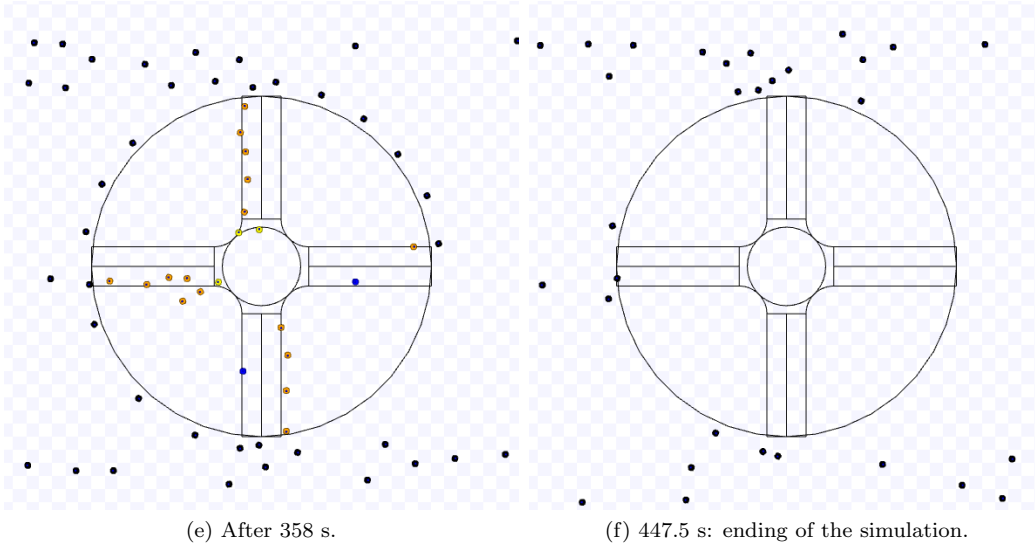 (e) After 358 s.
(f) 447.5 s: ending of the simulation.